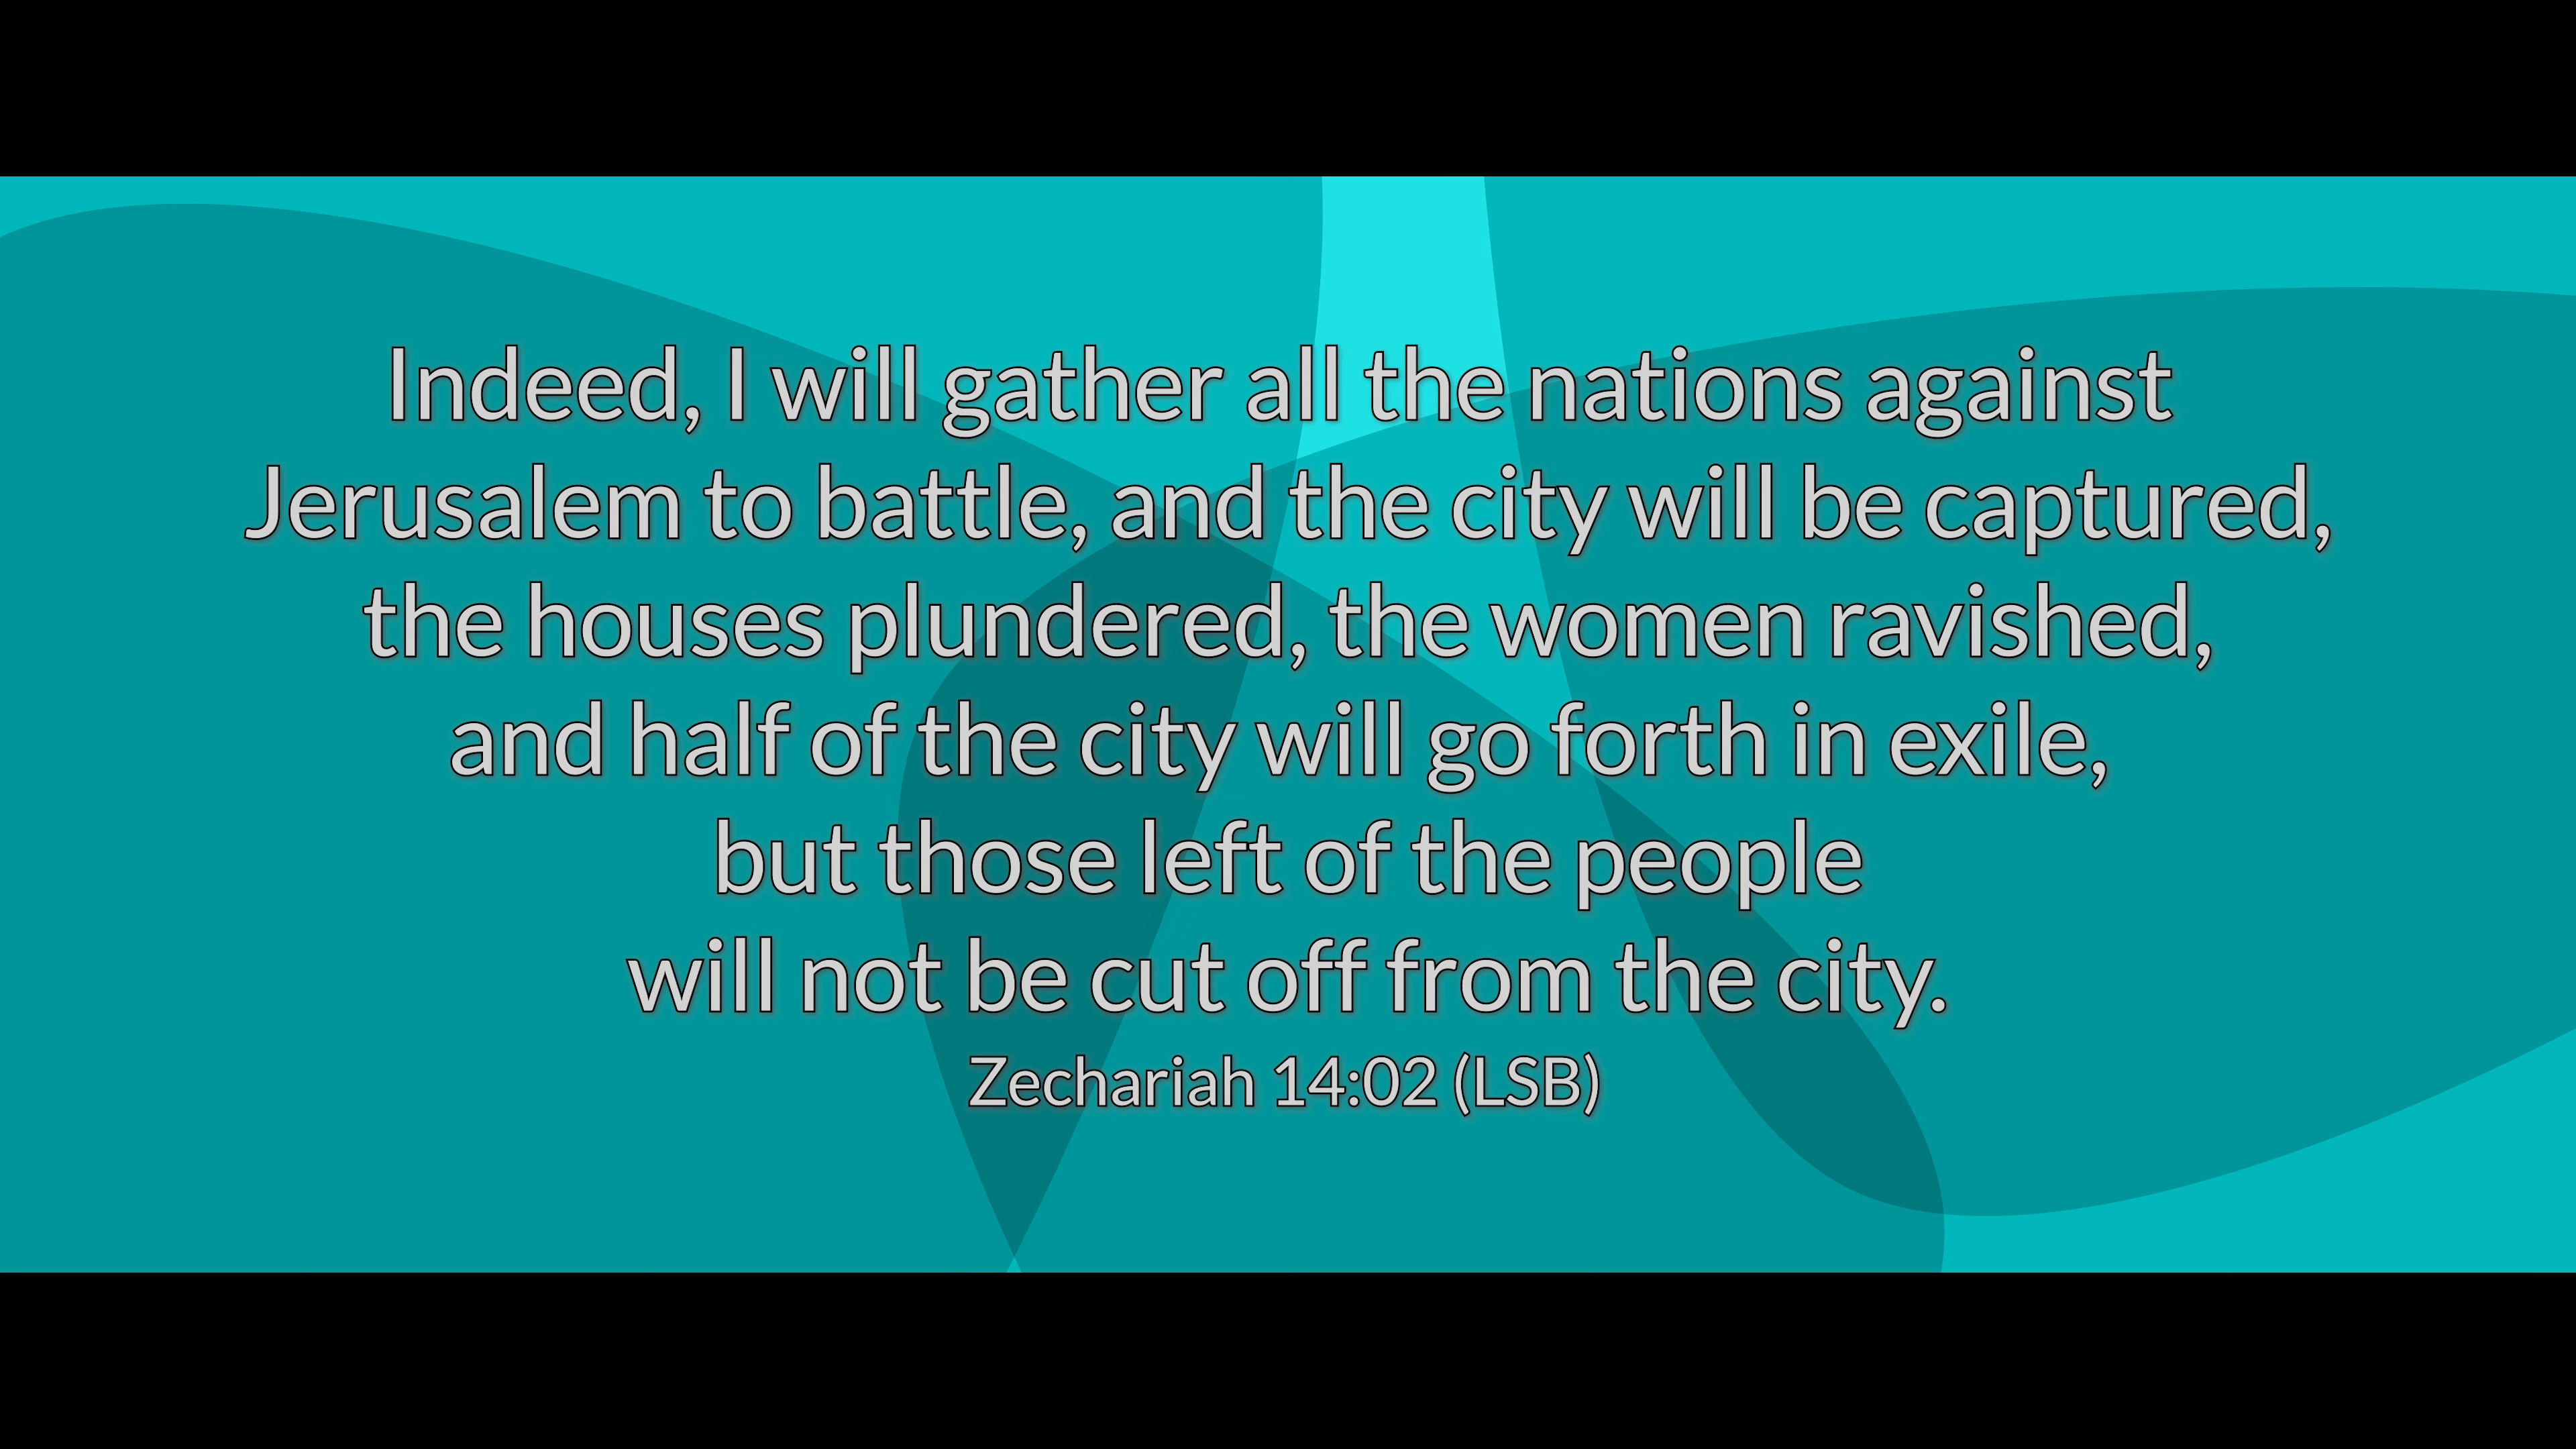 Indeed, I will gather all the nations against
Jerusalem to battle, and the city will be captured,
the houses plundered, the women ravished,
and half of the city will go forth in exile,
but those left of the people
will not be cut off from the city.
Zechariah 14:02 (LSB)